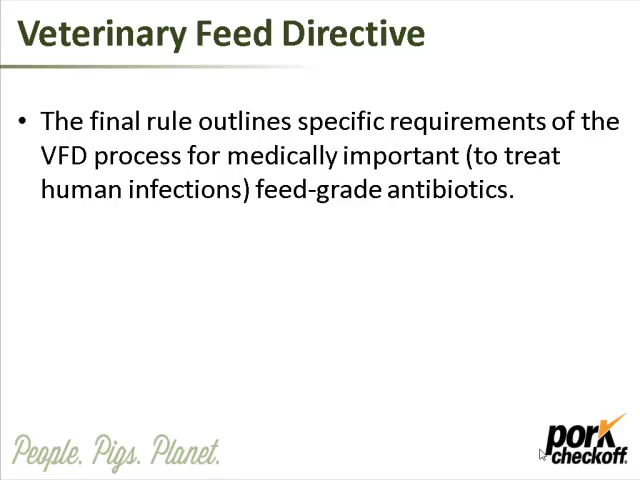 Veterinary Feed Directive
• The final rule outlines specific requirements of the
VFD process for medically important (to treat
human infections) feed-grade antibiotics.
People. Pigs. Planet.
pork
checkoff.